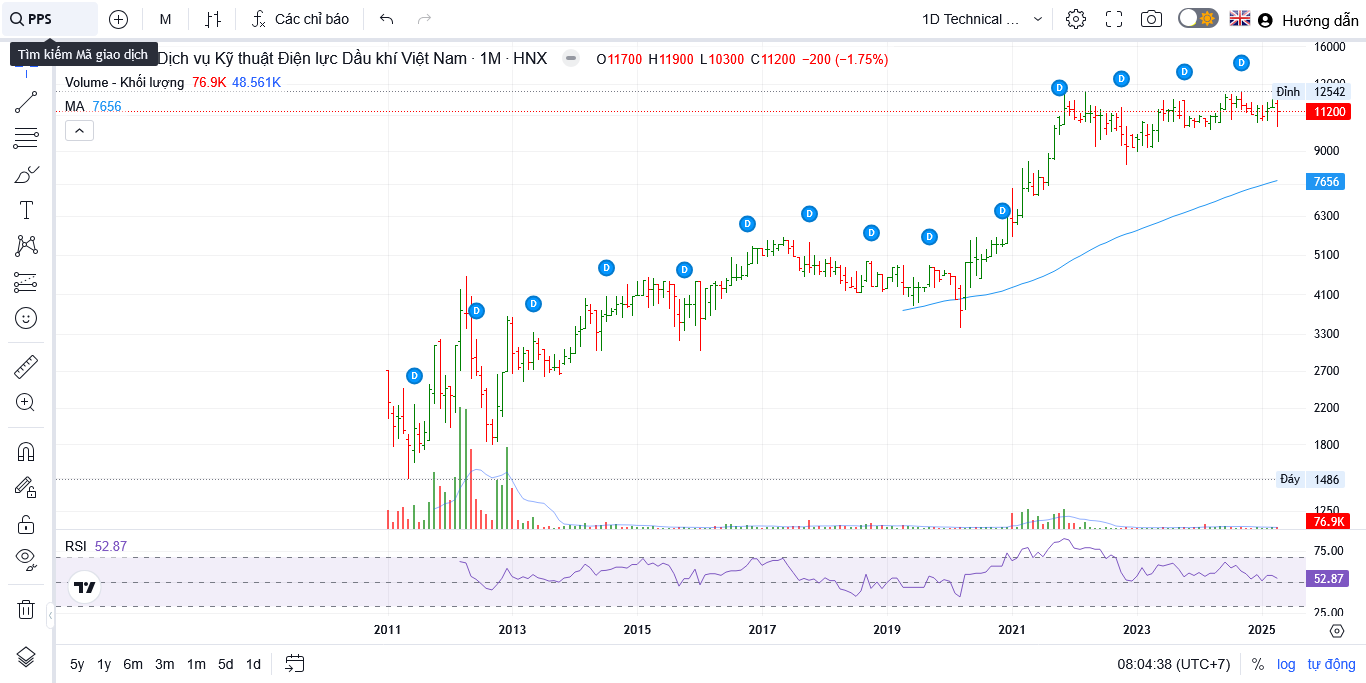 PPS
M
Các chỉ báo
1D Technical ...
Hướng dẫn
Tìm kiếm Mã giao dịch
Dịch vụ Kỹ thuật Điện lực Dầu khí Việt Nam · 1M · HNX
O11700 H11900 L10300 C11200 −200 (−1.75%)
Volume - Khối lượng 76.9K 48.561K
MA 7656
16000
Đỉnh 12542
11200
9000
7656
6300
5100
4100
3300
2700
2200
1800
Đáy 1486
1250
76.9K
D D D D D D D D D D D D D D
RSI 52.87
75.00
52.87
25.00
2011 2013 2015 2017 2019 2021 2023 2025
5y 1y 6m 3m 1m 5d 1d
08:04:38 (UTC+7) % log tự động